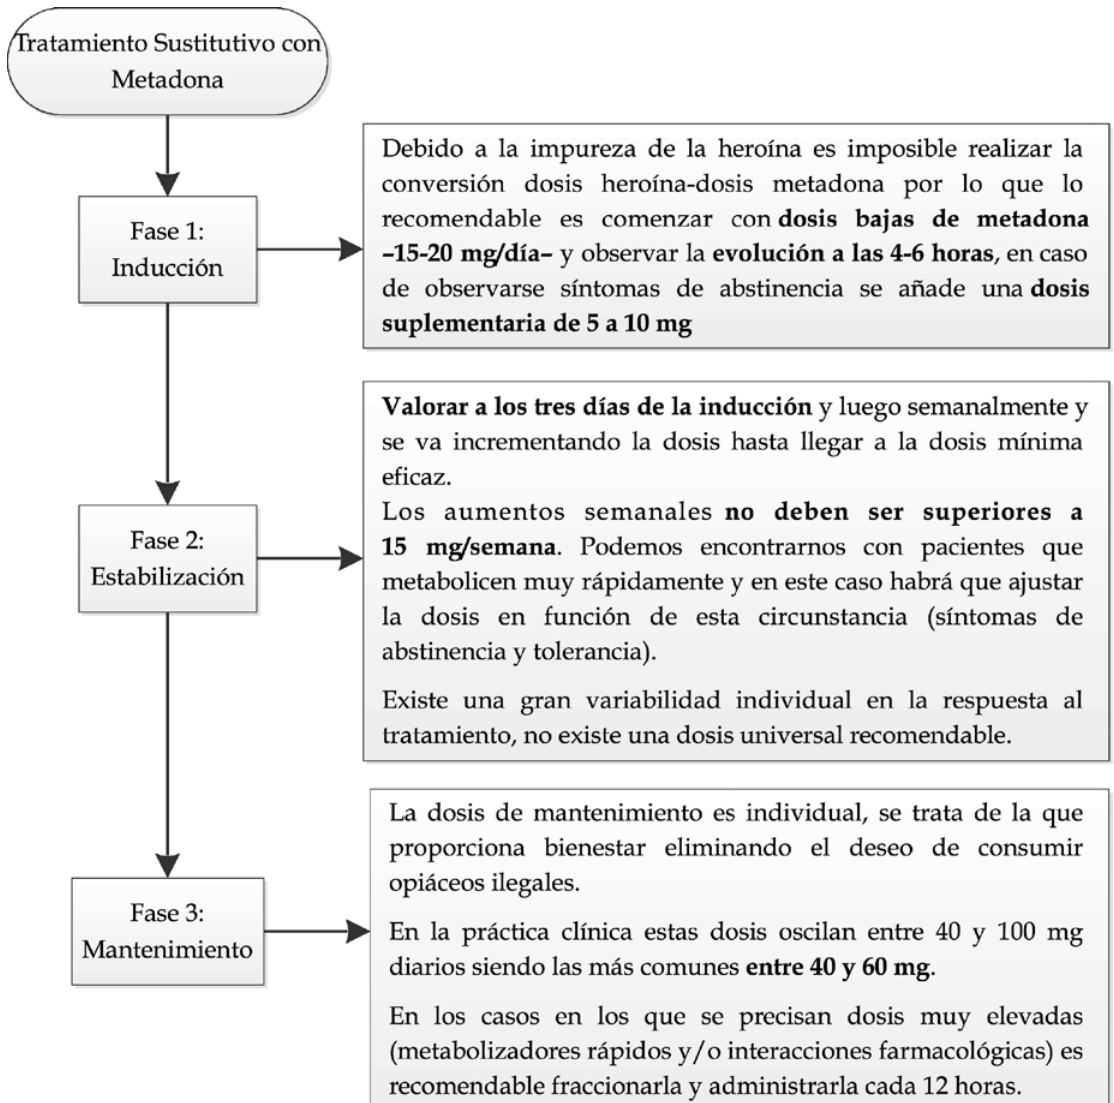 Tratamiento Sustitutivo con
Metadona
Fase 1:
Inducción
Debido a la impureza de la heroína es imposible realizar la
conversión dosis heroína-dosis metadona por lo que lo
recomendable es comenzar con dosis bajas de metadona
–15-20 mg/día– y observar la evolución a las 4-6 horas, en caso
de observarse síntomas de abstinencia se añade una dosis
suplementaria de 5 a 10 mg
Fase 2:
Estabilización
Valorar a los tres días de la inducción y luego semanalmente y
se va incrementando la dosis hasta llegar a la dosis mínima
eficaz.
Los aumentos semanales no deben ser superiores a
15 mg/semana. Podemos encontrarnos con pacientes que
metabolicen muy rápidamente y en este caso habrá que ajustar
la dosis en función de esta circunstancia (síntomas de
abstinencia y tolerancia).
Existe una gran variabilidad individual en la respuesta al
tratamiento, no existe una dosis universal recomendable.
Fase 3:
Mantenimiento
La dosis de mantenimiento es individual, se trata de la que
proporciona bienestar eliminando el deseo de consumir
opiáceos ilegales.
En la práctica clínica estas dosis oscilan entre 40 y 100 mg
diarios siendo las más comunes entre 40 y 60 mg.
En los casos en los que se precisan dosis muy elevadas
(metabolizadores rápidos y/o interacciones farmacológicas) es
recomendable fraccionarla y administrarla cada 12 horas.